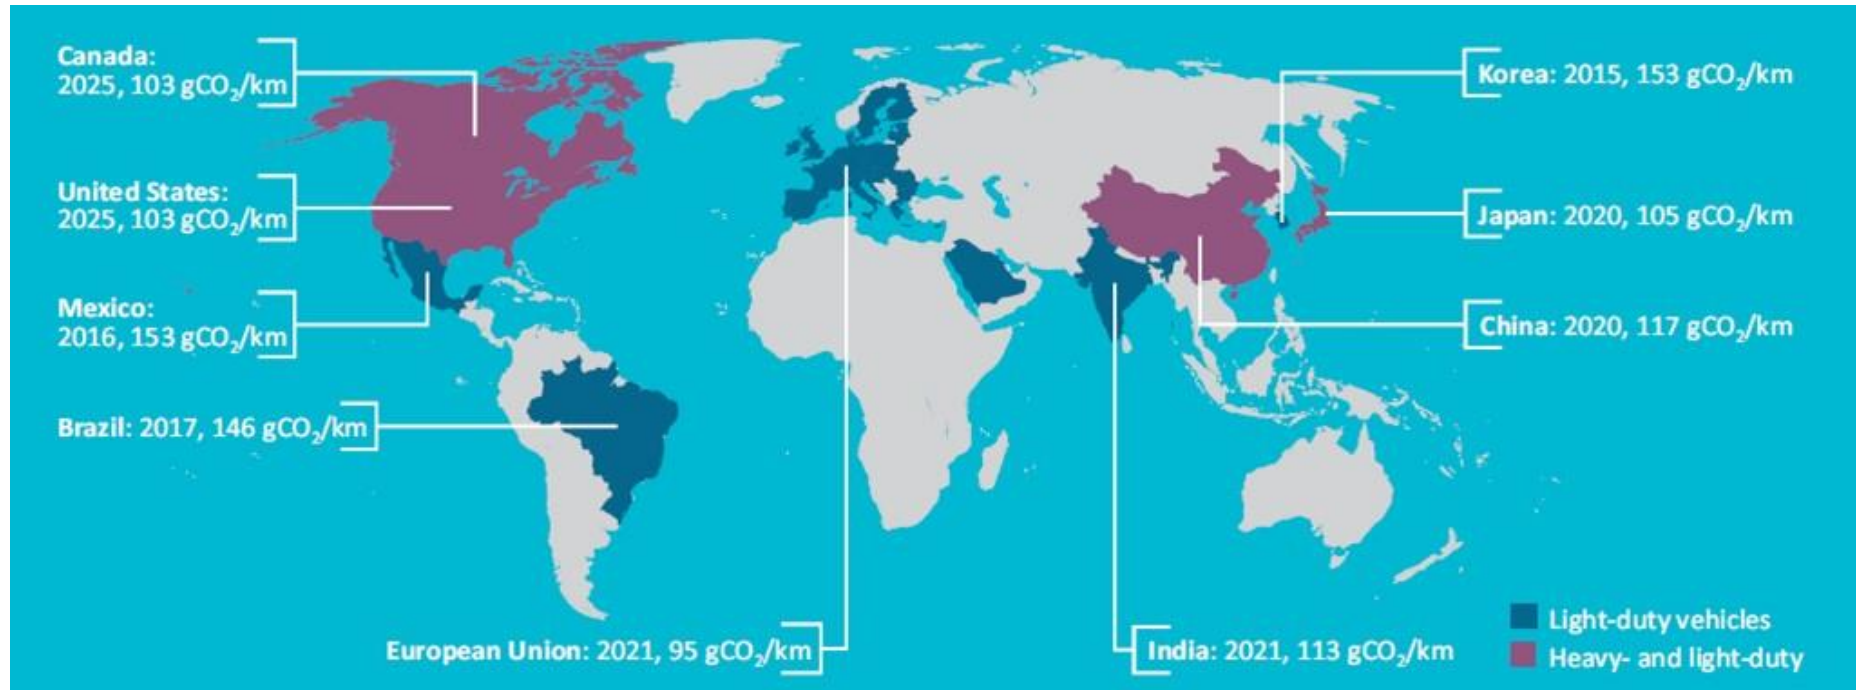 Canada:
2025, 103 gCO₂/km
United States:
2025, 103 gCO₂/km
Mexico:
2016, 153 gCO₂/km
Brazil: 2017, 146 gCO₂/km
European Union: 2021, 95 gCO₂/km
India: 2021, 113 gCO₂/km
Korea: 2015, 153 gCO₂/km
Japan: 2020, 105 gCO₂/km
China: 2020, 117 gCO₂/km
Light-duty vehicles
Heavy- and light-duty